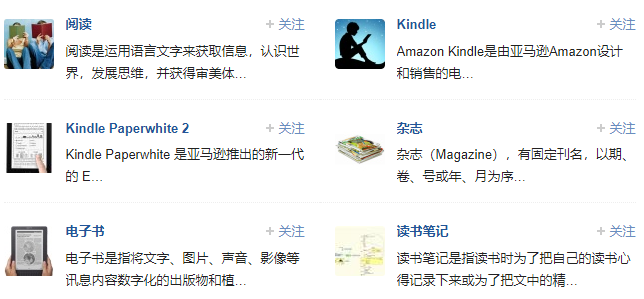 阅读
+ 关注
阅读是运用语言文字来获取信息，认识世
界，发展思维，并获得审美体...
Kindle
+ 关注
Amazon Kindle是由亚马逊Amazon设计
和销售的电...
Kindle Paperwhite 2
+ 关注
Kindle Paperwhite 是亚马逊推出的新一代
的 E...
杂志
+ 关注
杂志（Magazine），有固定刊名，以期、
卷、号或年、月为序...
电子书
+ 关注
电子书是指将文字、图片、声音、影像等
讯息内容数字化的出版物和植...
读书笔记
+ 关注
读书笔记是指读书时为了把自己的读书心
得记录下来或为了把文中的精...